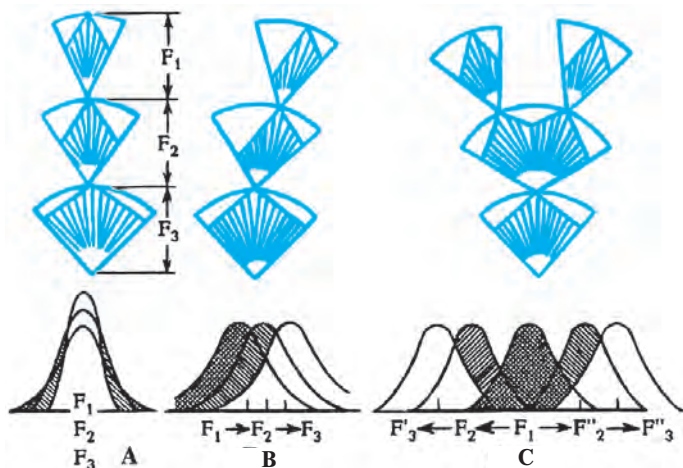 F₁
F₂
F₃
F₁
F₂
F₃
A
F₁ → F₂ → F₃
B
F'₃ ← F₂ ← F₁ → F''₂ → F''₃
C